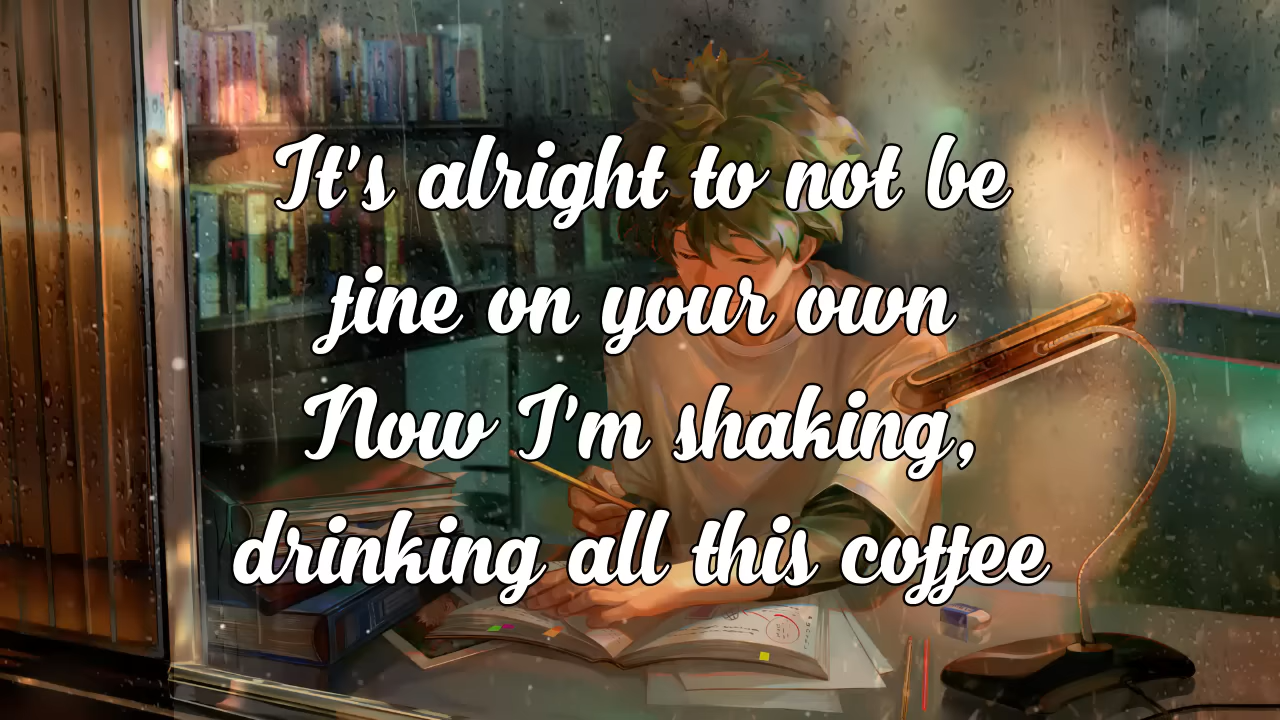 It's alright to not be
fine on your own
Now I'm shaking,
drinking all this coffee